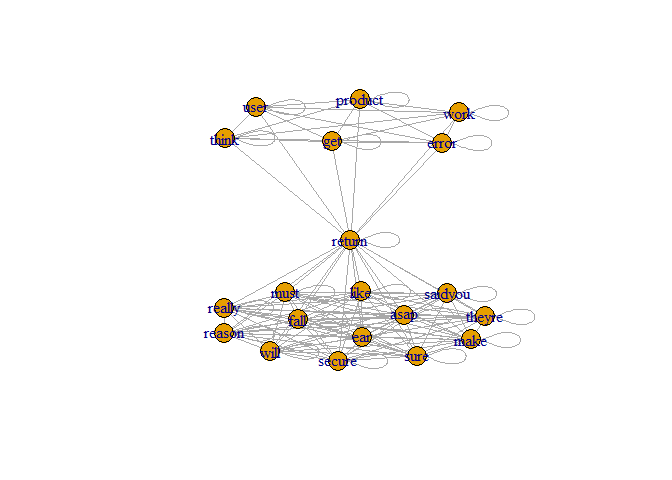 product
user
work
think
get
error
return
must
like
saidyou
really
fall
asap
theyre
reason
ear
make
will
secure
sure